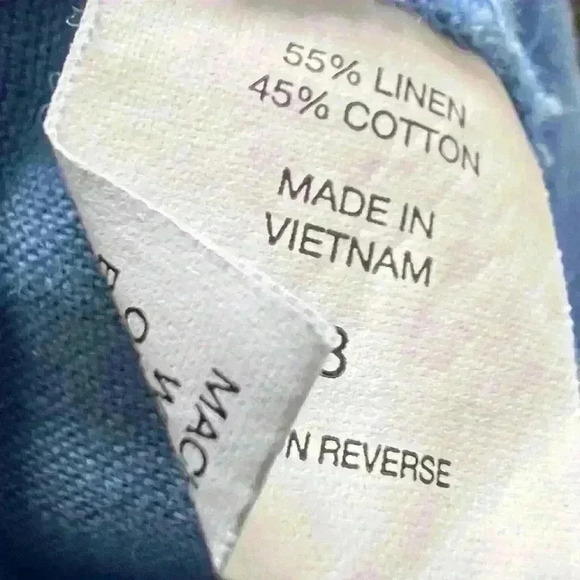 55% LINEN
45% COTTON
MADE IN
VIETNAM
REVERSE